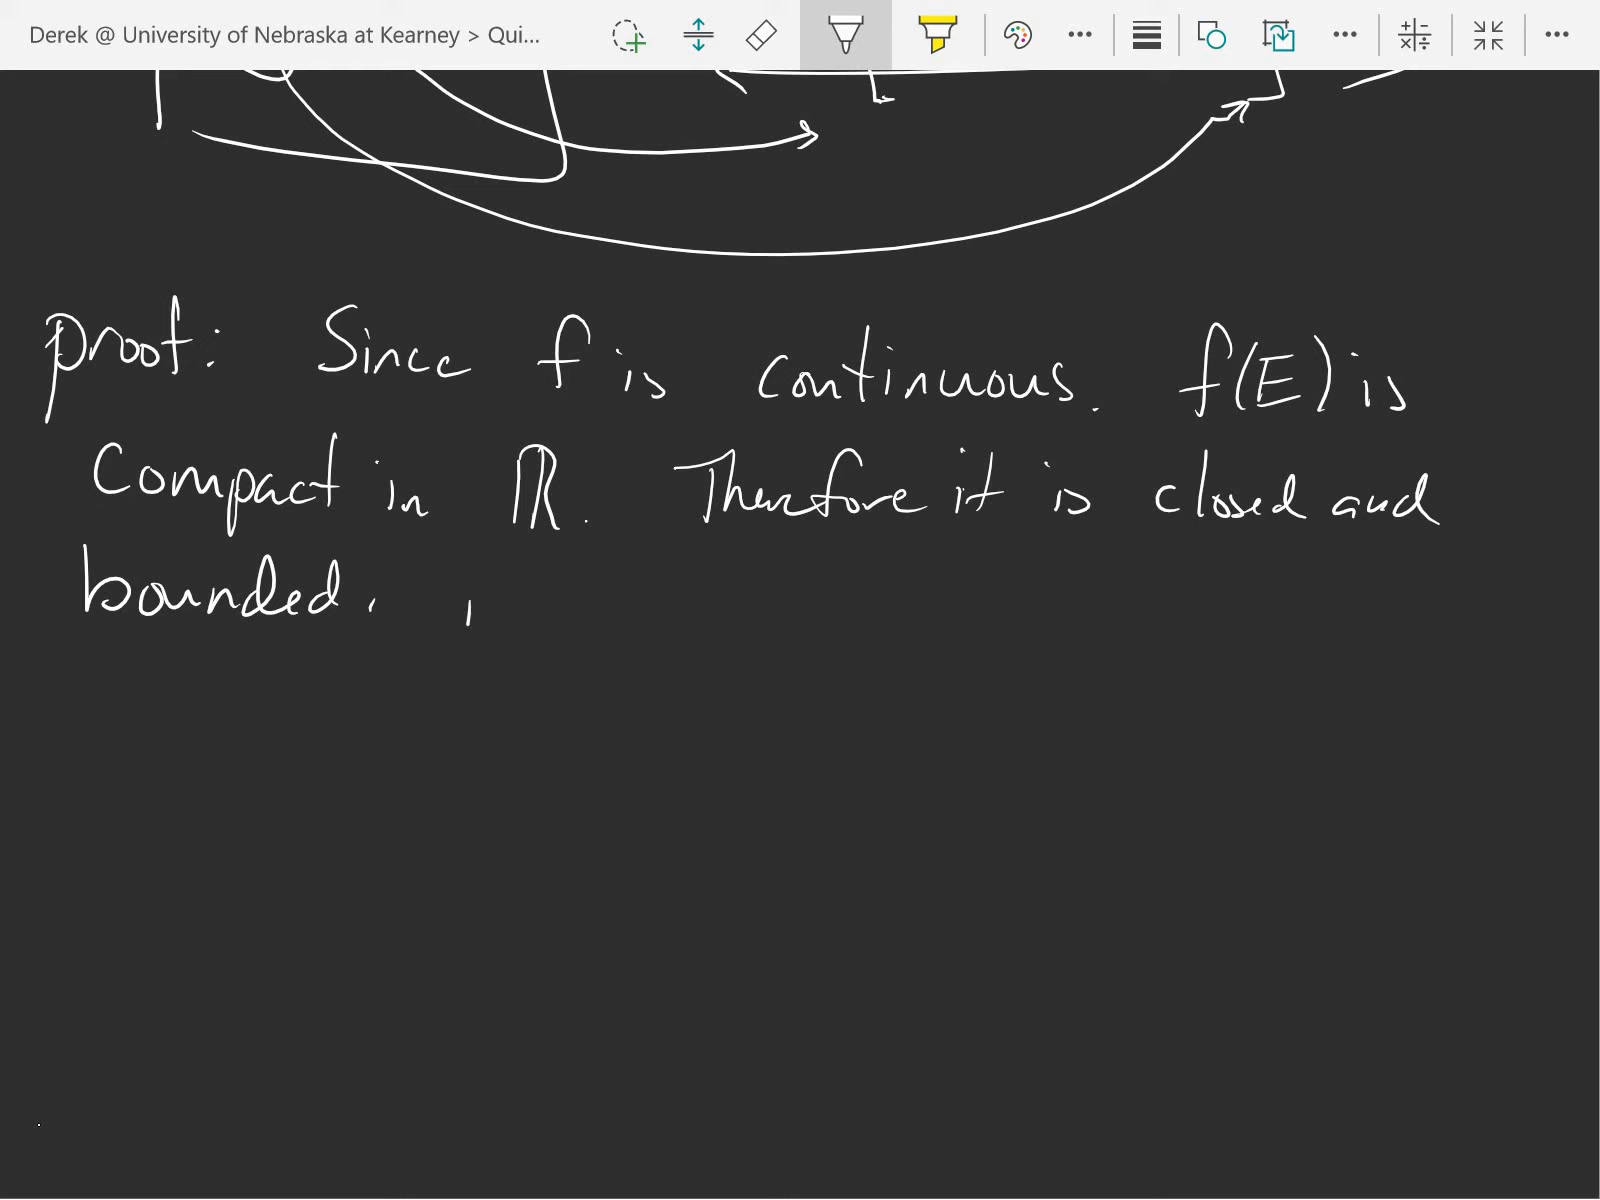 Derek @ University of Nebraska at Kearney > Qui...
proof: Since f is continuous. f(E) is
compact in ℝ. Therefore it is closed and
bounded.